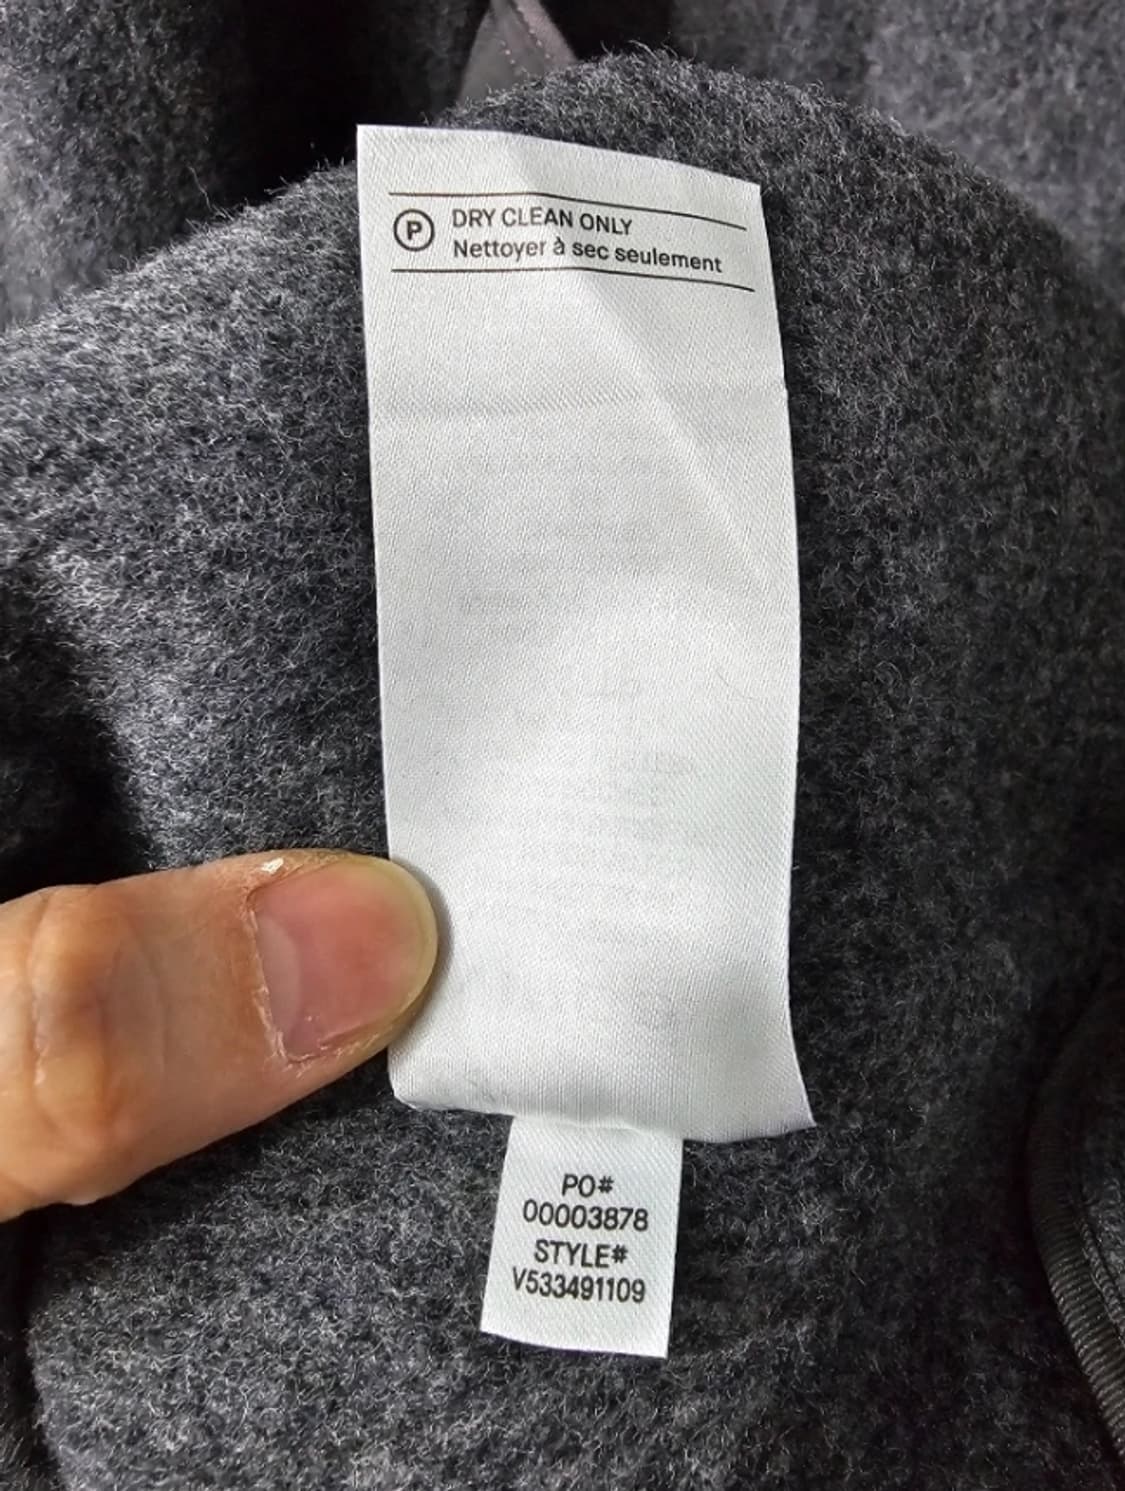 P
DRY CLEAN ONLY
Nettoyer à sec seulement
PO#
00003878
STYLE#
V533491109